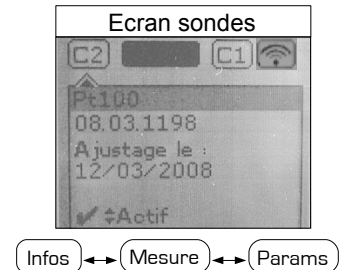 Ecran sondes
C2 C1
Pt100
08.03.1198
Ajustage le :
12/03/2008
Actif
Infos Mesure Params